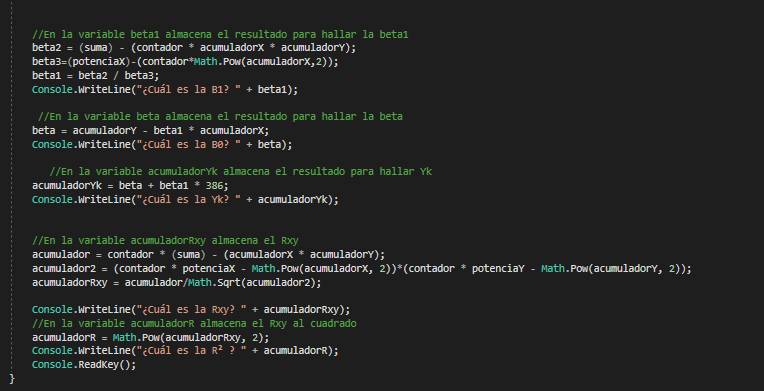 //En la variable beta1 almacena el resultado para hallar la beta1
beta2 = (suma) - (contador * acumuladorX * acumuladorY);
beta3=(potenciaX)-(contador*Math.Pow(acumuladorX,2));
beta1 = beta2 / beta3;
Console.WriteLine("¿Cuál es la B1? " + beta1);
//En la variable beta almacena el resultado para hallar la beta
beta = acumuladorY - beta1 * acumuladorX;
Console.WriteLine("¿Cuál es la B0? " + beta);
//En la variable acumuladorYk almacena el resultado para hallar Yk
acumuladorYk = beta + beta1 * 386;
Console.WriteLine("¿Cuál es la Yk? " + acumuladorYk);
//En la variable acumuladorRxy almacena el Rxy
acumulador = contador * (suma) - (acumuladorX * acumuladorY);
acumulador2 = (contador * potenciaX - Math.Pow(acumuladorX, 2))*(contador * potenciaY - Math.Pow(acumuladorY, 2));
acumuladorRxy = acumulador/Math.Sqrt(acumulador2);
Console.WriteLine("¿Cuál es la Rxy? " + acumuladorRxy);
//En la variable acumuladorR almacena el Rxy al cuadrado
acumuladorR = Math.Pow(acumuladorRxy, 2);
Console.WriteLine("¿Cuál es la R² ? " + acumuladorR);
Console.ReadKey();
}